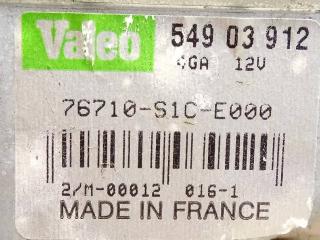 Valeo 549 03 912
4GA 12V
76710-S1C-E000
2/M-00012 016-1
MADE IN FRANCE